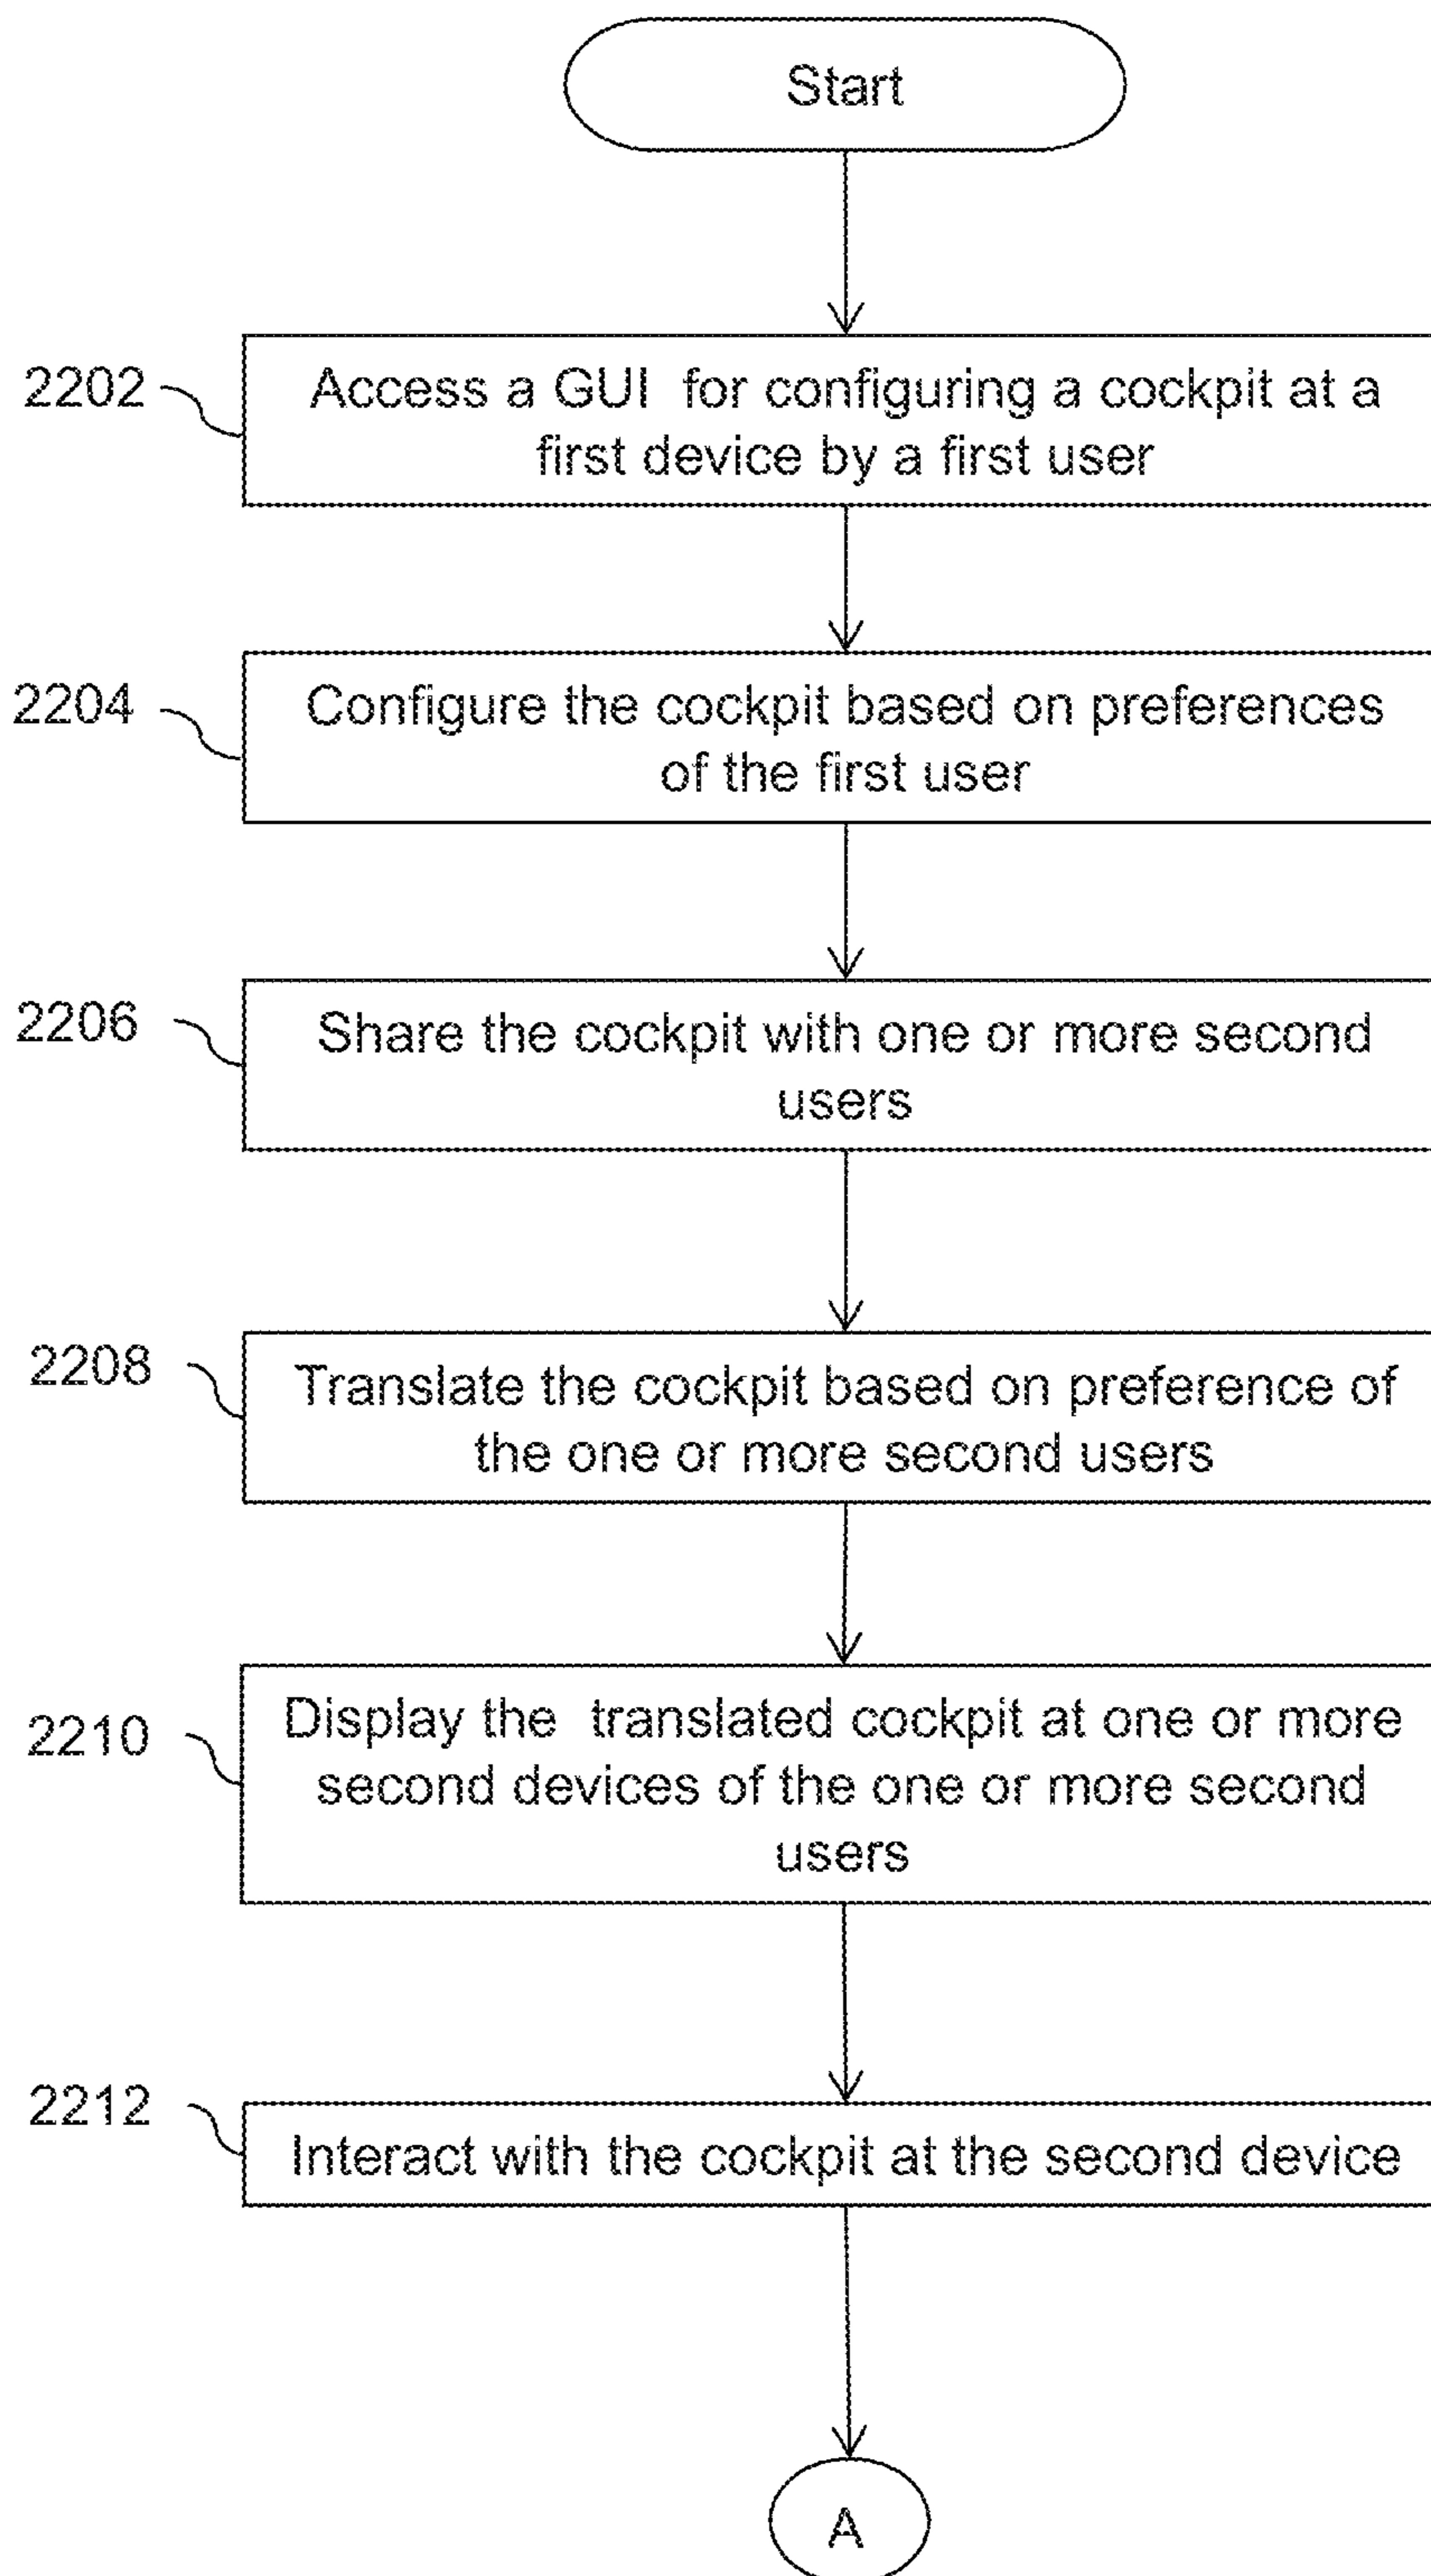 Start
2202
Access a GUI for configuring a cockpit at a
first device by a first user
2204
Configure the cockpit based on preferences
of the first user
2206
Share the cockpit with one or more second
users
2208
Translate the cockpit based on preference of
the one or more second users
2210
Display the translated cockpit at one or more
second devices of the one or more second
users
2212
Interact with the cockpit at the second device
A